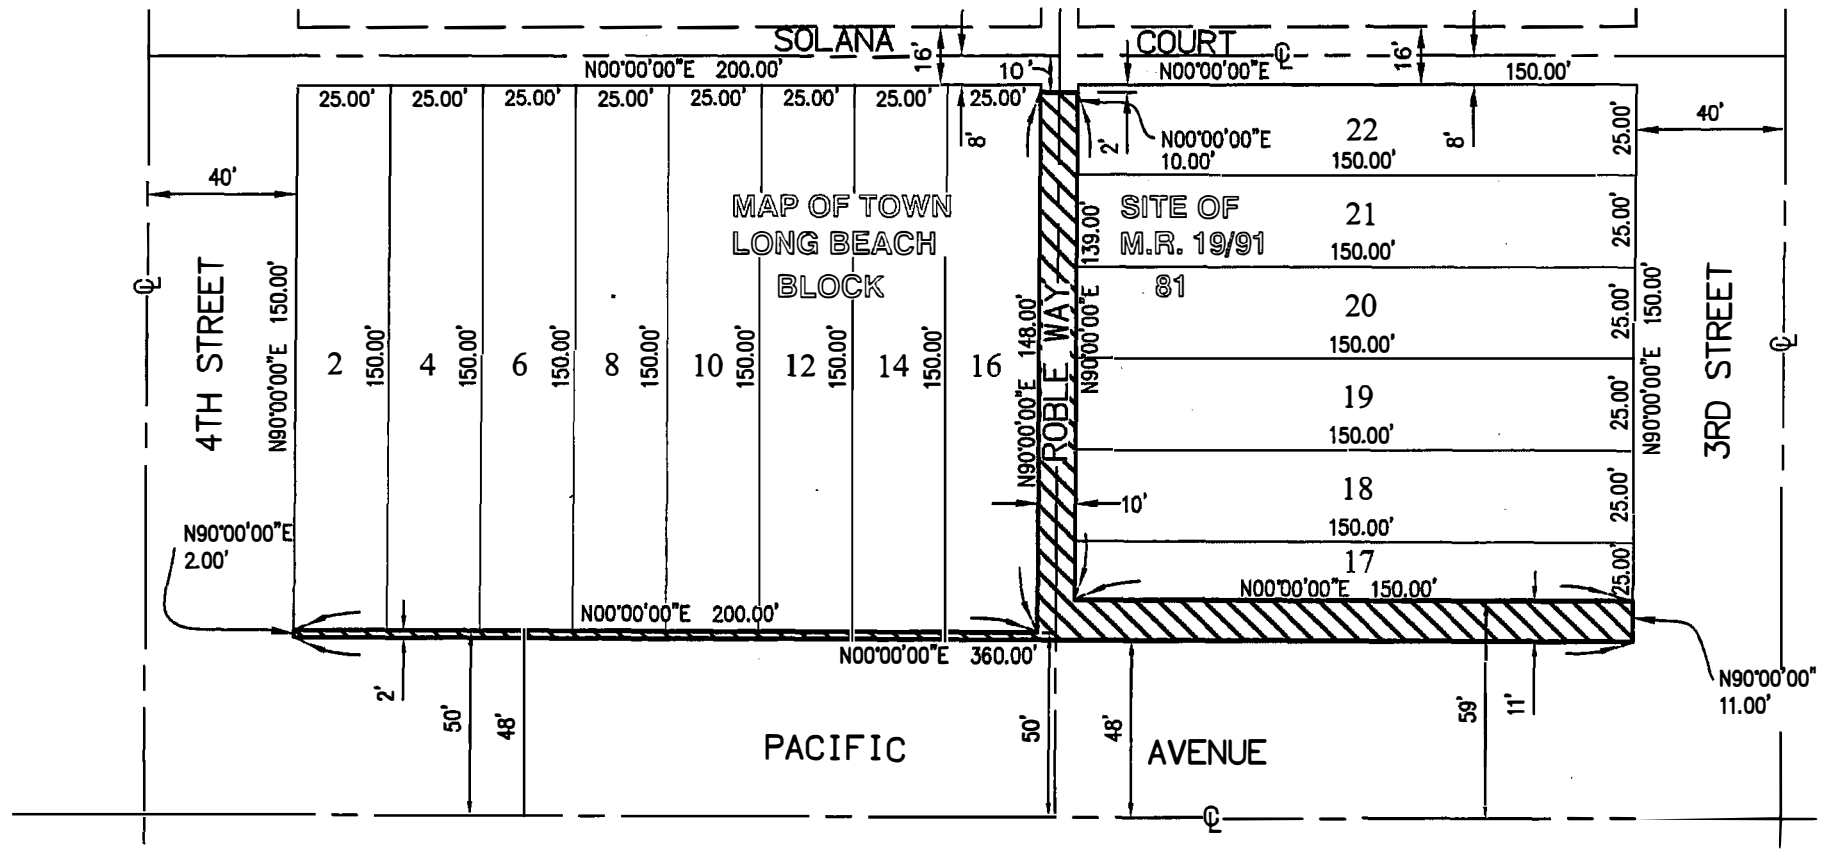 SOLANA
COURT
℄
N00°00'00"E 200.00'
16'
10'
N00°00'00"E
16'
150.00'
25.00' 25.00' 25.00' 25.00' 25.00' 25.00' 25.00' 25.00'
8'
2'
N00°00'00"E
10.00'
8'
22
150.00'
25.00'
40'
40'
MAP OF TOWN
LONG BEACH
BLOCK
SITE OF
M.R. 19/91
81
139.00'
N90°00'00"E
21
150.00'
25.00'
℄
4TH STREET
N90°00'00"E 150.00'
2
150.00'
4
150.00'
6
150.00'
8
150.00'
10
150.00'
12
150.00'
14
150.00'
16
N90°00'00"E 148.00'
ROBLE WAY
20
150.00'
25.00'
19
150.00'
25.00'
N90°00'00"E 150.00'
3RD STREET
℄
18
150.00'
25.00'
10'
17
25.00'
N00°00'00"E 150.00'
N90°00'00"E
2.00'
N00°00'00"E 200.00'
N00°00'00"E 360.00'
2'
50'
48'
50'
48'
59'
11'
N90°00'00"
11.00'
PACIFIC
AVENUE
℄